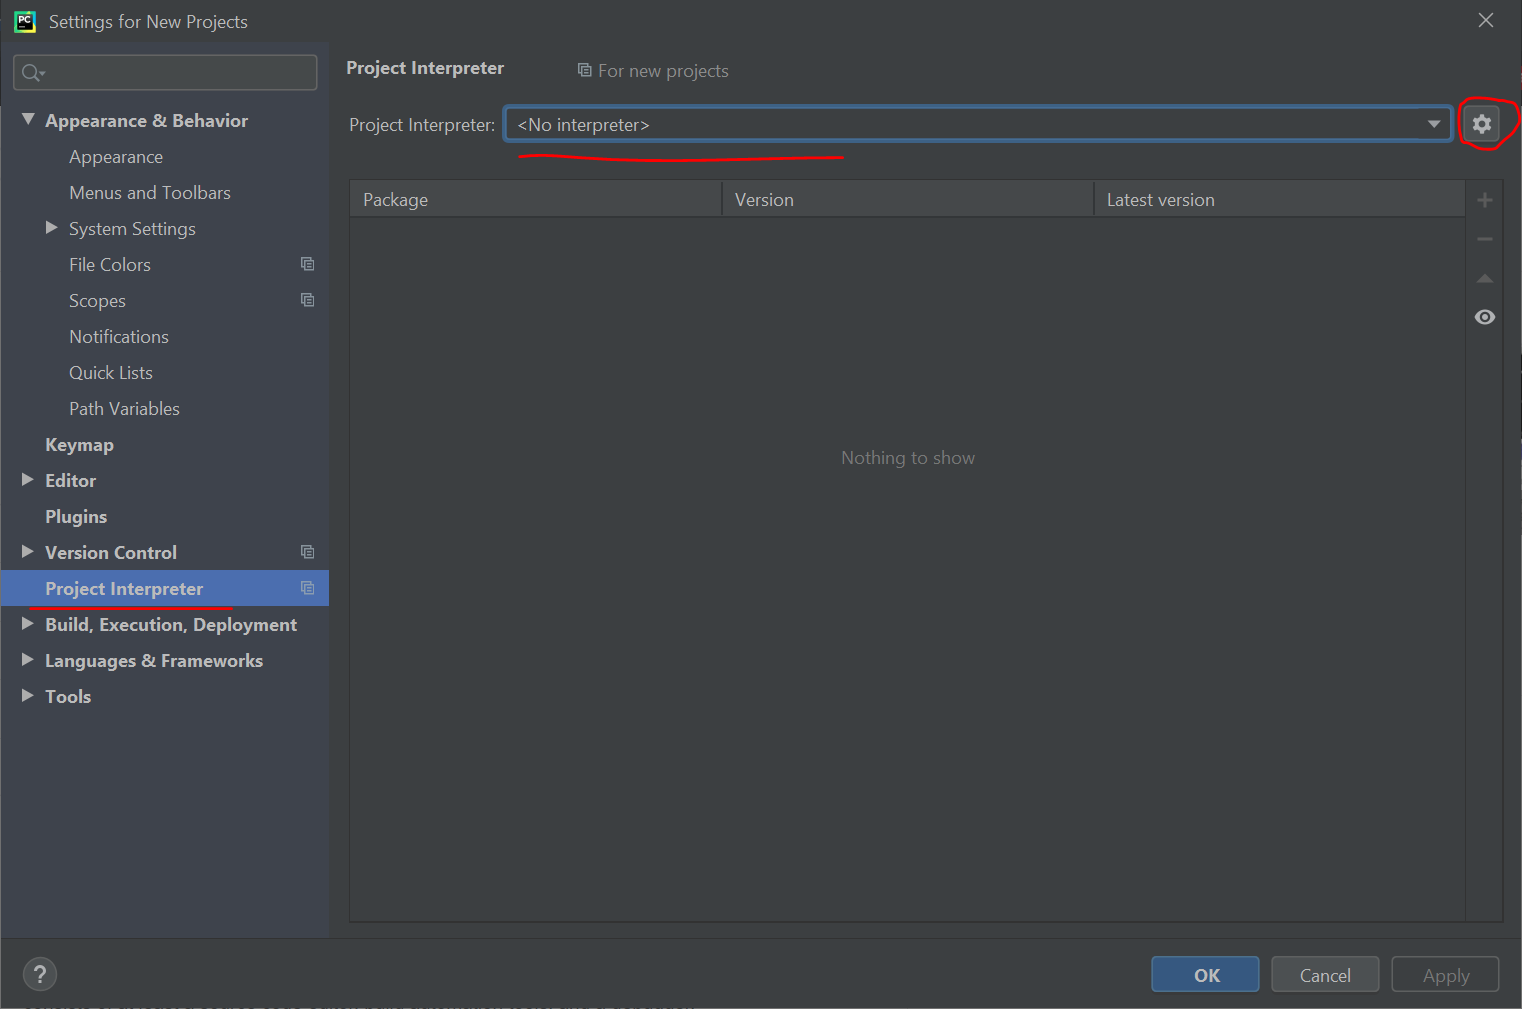 PC
Settings for New Projects
Project Interpreter
For new projects
Appearance & Behavior
Project Interpreter:
<No interpreter>
Appearance
Menus and Toolbars
Package
Version
Latest version
System Settings
File Colors
Scopes
Notifications
Quick Lists
Path Variables
Keymap
Nothing to show
Editor
Plugins
Version Control
Project Interpreter
Build, Execution, Deployment
Languages & Frameworks
Tools
?
OK
Cancel
Apply